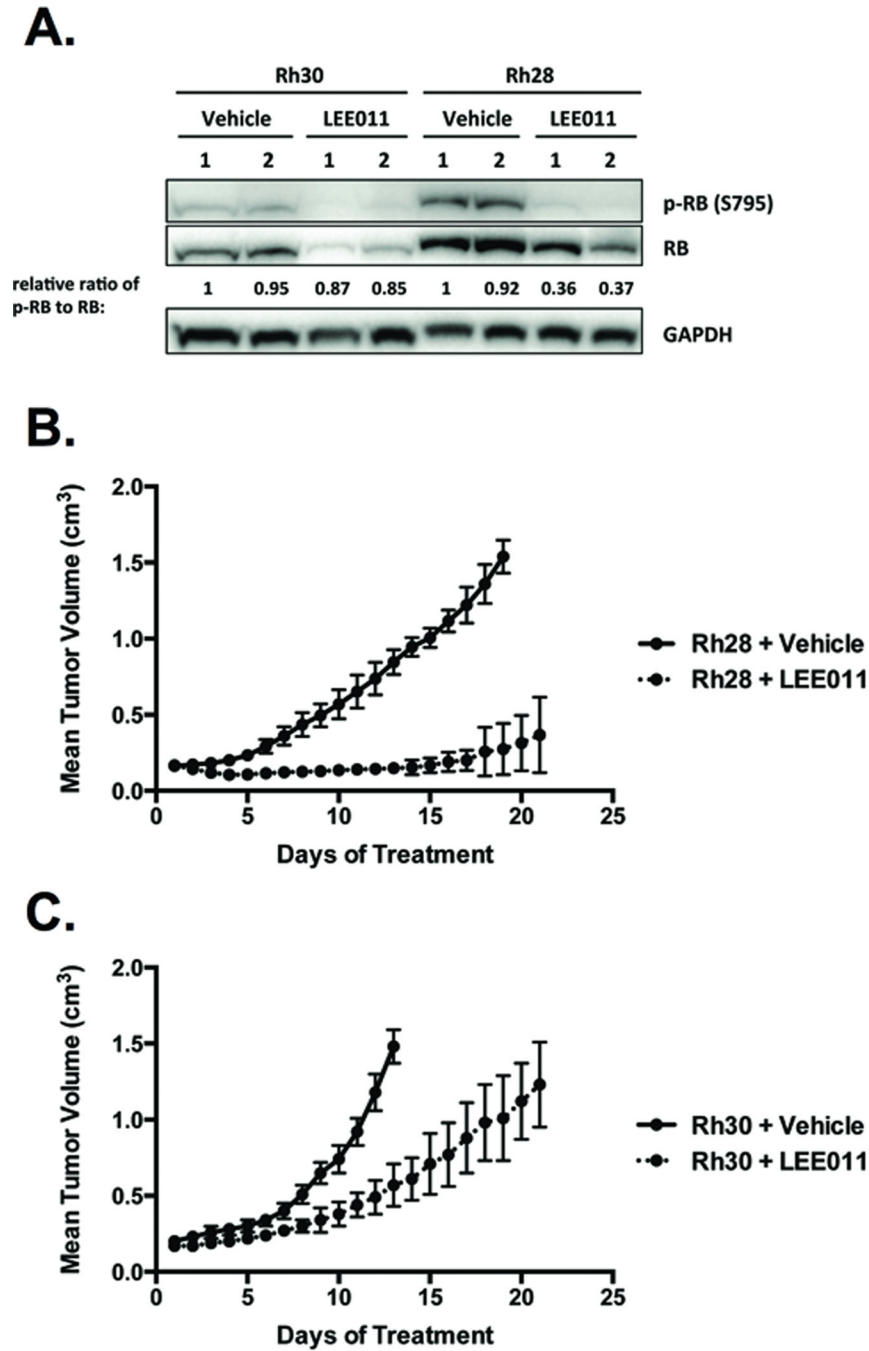 A.
Rh30 Rh28
Vehicle LEE011 Vehicle LEE011
1 2 1 2 1 2 1 2
p-RB (S795)
RB
relative ratio of
p-RB to RB:
1 0.95 0.87 0.85 1 0.92 0.36 0.37
GAPDH
B.
Mean Tumor Volume (cm³)
2.0
1.5
1.0
0.5
0.0
0 5 10 15 20 25
Days of Treatment
Rh28 + Vehicle
Rh28 + LEE011
C.
Mean Tumor Volume (cm³)
2.0
1.5
1.0
0.5
0.0
0 5 10 15 20 25
Days of Treatment
Rh30 + Vehicle
Rh30 + LEE011